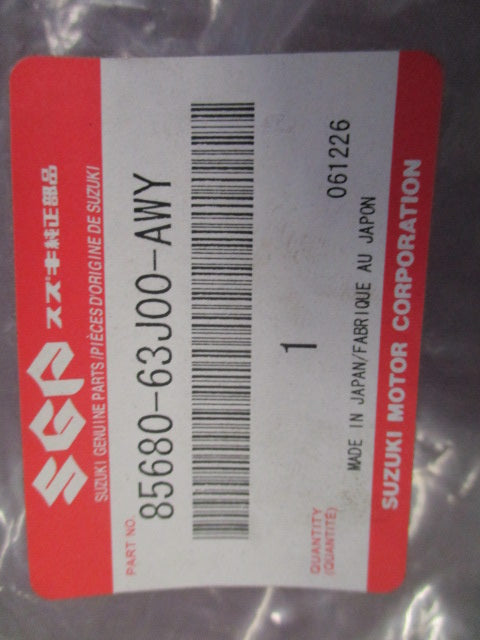 SGP スズキ純正部品
SUZUKI GENUINE PARTS/PIÈCES D'ORIGINE DE SUZUKI
PART NO.
85680-63J00-AWY
QUANTITY
(QUANTITÉ)
1
061226
MADE IN JAPAN/FABRIQUE AU JAPON
SUZUKI MOTOR CORPORATION